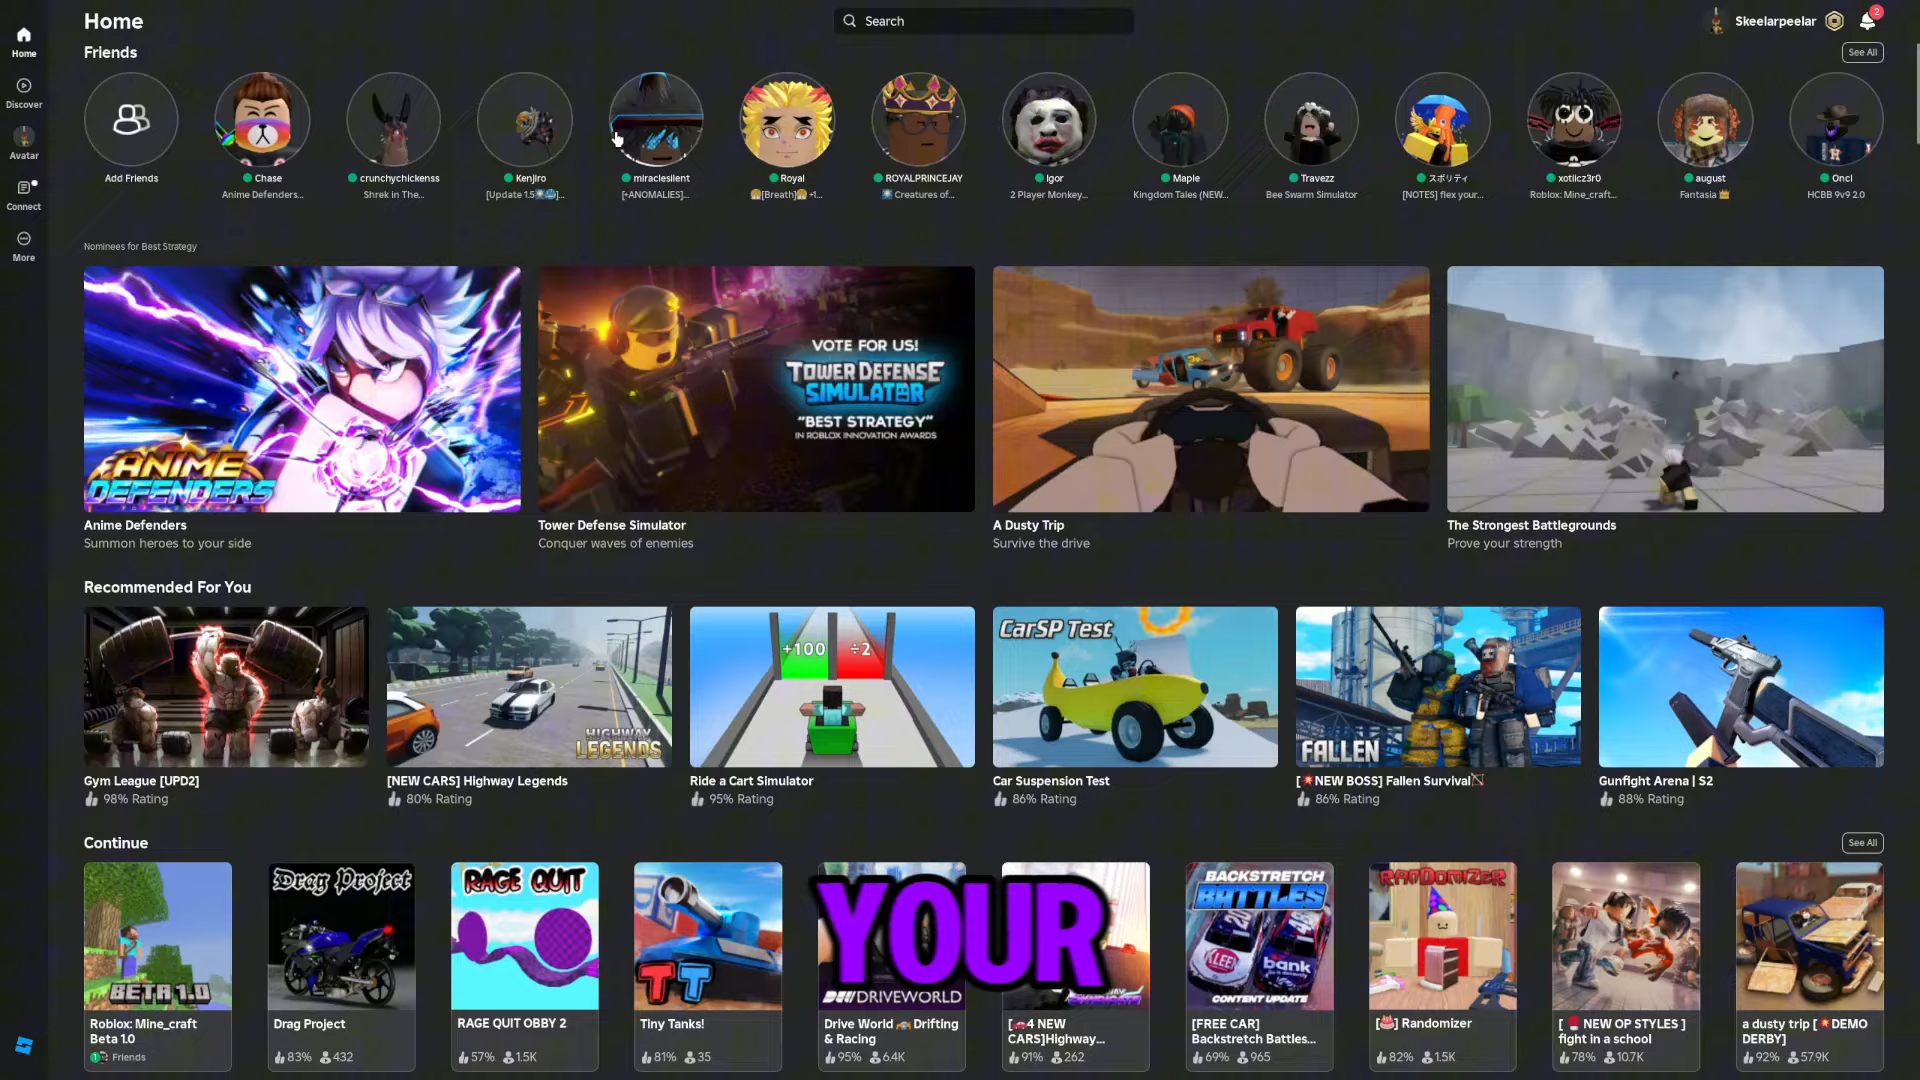 Home
Search
Skeelarpeelar
2
Home
Discover
Avatar
Connect
More
Friends
See All
Add Friends
Chase
Anime Defenders...
crunchychickenss
Shrek in The...
Kenjiro
[Update 1.5💥🥶]...
miraclesilent
[+ANOMALIES]...
Royal
[Breath] +1...
ROYALPRINCEJAY
Creatures of...
Igor
2 Player Monkey...
Maple
Kingdom Tales (NEW...
Travezz
Bee Swarm Simulator
スポリティ
[NOTES] flex your...
xotiicz3r0
Roblox: Mine_craft...
august
Fantasia 👑
Onci
HCBB 9v9 2.0
Nominees for Best Strategy
ANIME
DEFENDERS
VOTE FOR US!
TOWER DEFENSE
SIMULATOR
"BEST STRATEGY"
IN ROBLOX INNOVATION AWARDS
Anime Defenders
Summon heroes to your side
Tower Defense Simulator
Conquer waves of enemies
A Dusty Trip
Survive the drive
The Strongest Battlegrounds
Prove your strength
Recommended For You
HIGHWAY
LEGENDS
+100
÷2
CarSP Test
FALLEN
Gym League [UPD2]
98% Rating
[NEW CARS] Highway Legends
80% Rating
Ride a Cart Simulator
95% Rating
Car Suspension Test
86% Rating
[💥NEW BOSS] Fallen Survival🏹
86% Rating
Gunfight Arena | S2
88% Rating
Continue
See All
BETA 1.0
Drag Project
RAGE QUIT
TT
DRIVEWORLD
YOUR
BACKSTRETCH
BATTLES
KLEEN
bank
CONTENT UPDATE
RANDOMIZER
Roblox: Mine_craft
Beta 1.0
1 Friends
Drag Project
83% 432
RAGE QUIT OBBY 2
57% 1.5K
Tiny Tanks!
81% 35
Drive World 🚗 Drifting
& Racing
95% 6.4K
[🚗4 NEW
CARS]Highway...
91% 262
[FREE CAR]
Backstretch Battles...
69% 965
[🎂] Randomizer
82% 1.5K
[🥊 NEW OP STYLES ]
fight in a school
78% 10.7K
a dusty trip [💥DEMO
DERBY]
92% 57.9K